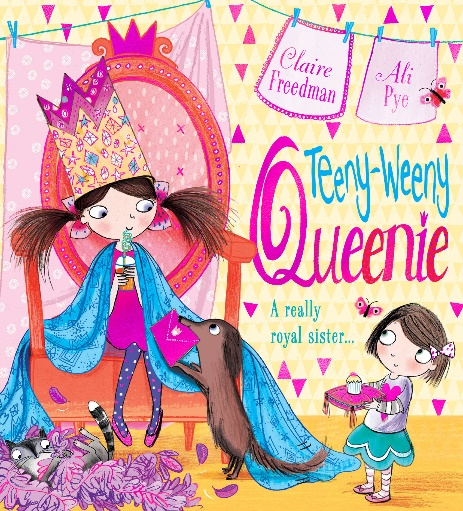 Claire
Freedman
Ali
Pye
Teeny-Weeny
Queenie
A really
royal sister...